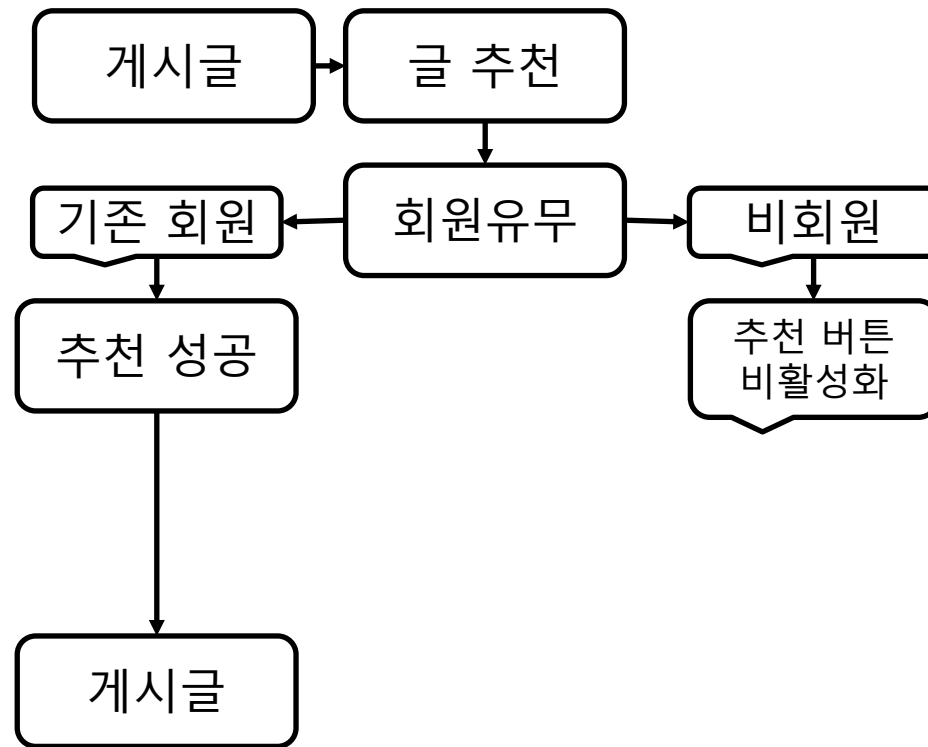 게시글
글 추천
회원유무
기존 회원
비회원
추천 성공
추천 버튼
비활성화
게시글